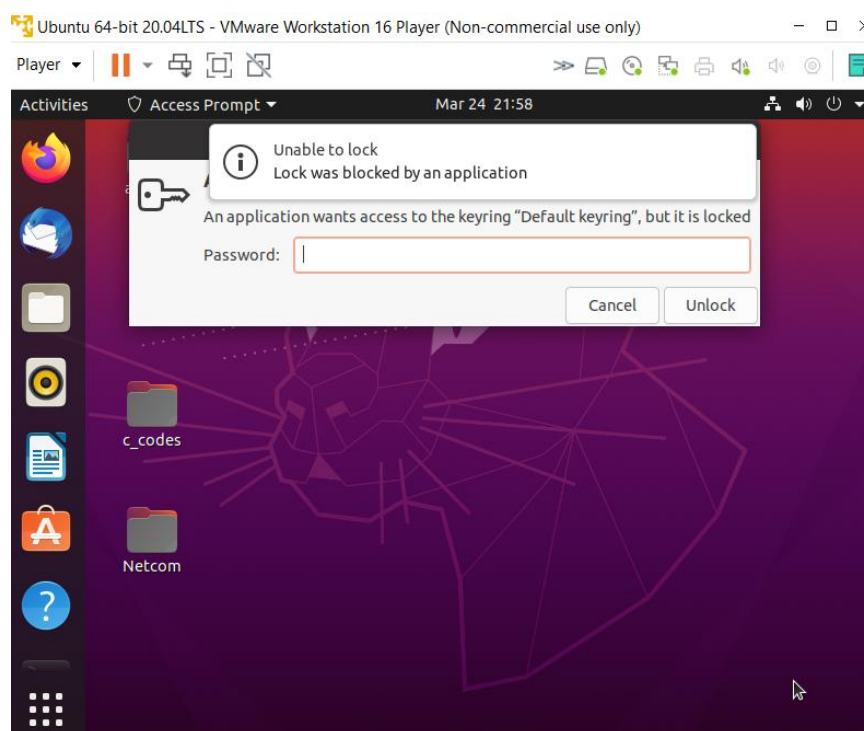 Ubuntu 64-bit 20.04LTS - VMware Workstation 16 Player (Non-commercial use only)
Player
Activities Access Prompt Mar 24 21:58
Unable to lock
Lock was blocked by an application
An application wants access to the keyring “Default keyring”, but it is locked
Password:
Cancel Unlock
c_codes
Netcom